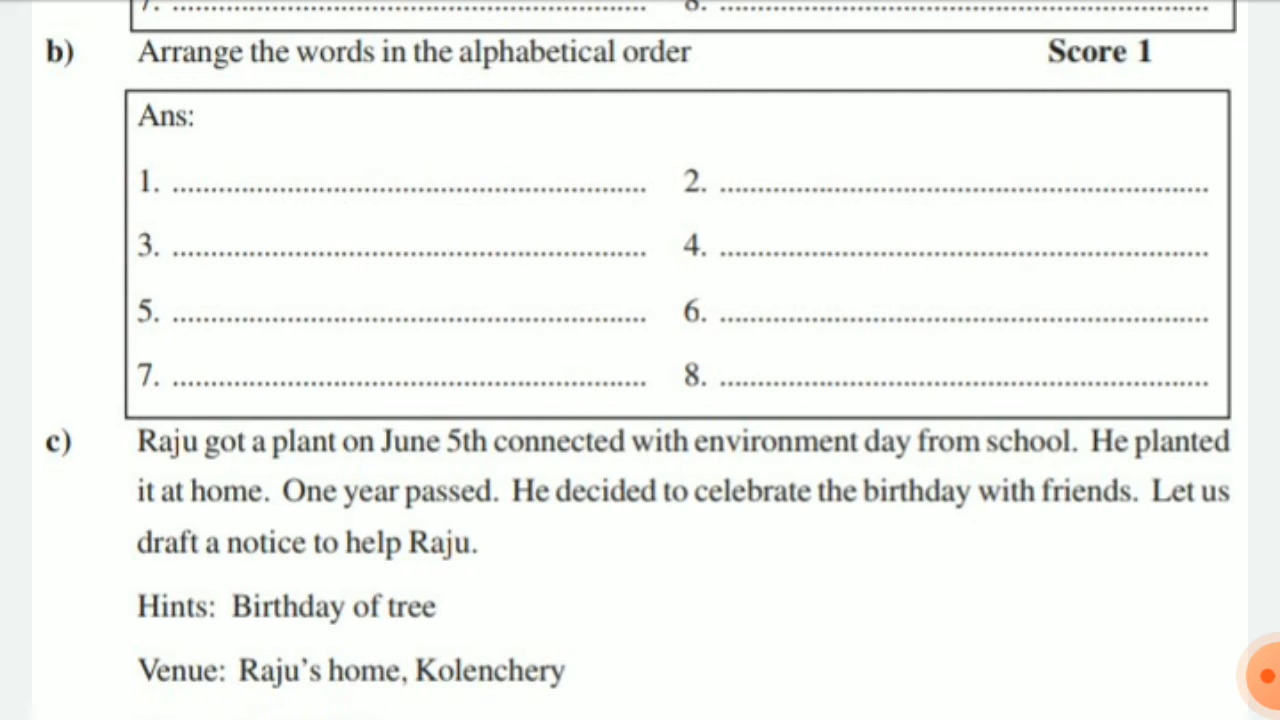 7. ........................................................ 8. ........................................................
b) Arrange the words in the alphabetical order Score 1
Ans:
1. ........................................................ 2. ........................................................
3. ........................................................ 4. ........................................................
5. ........................................................ 6. ........................................................
7. ........................................................ 8. ........................................................
c) Raju got a plant on June 5th connected with environment day from school. He planted
it at home. One year passed. He decided to celebrate the birthday with friends. Let us
draft a notice to help Raju.
Hints: Birthday of tree
Venue: Raju's home, Kolenchery